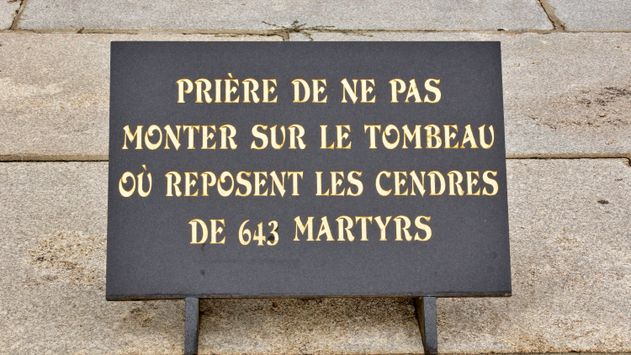 PRIÈRE DE NE PAS
MONTER SUR LE TOMBEAU
OÙ REPOSENT LES CENDRES
DE 643 MARTYRS